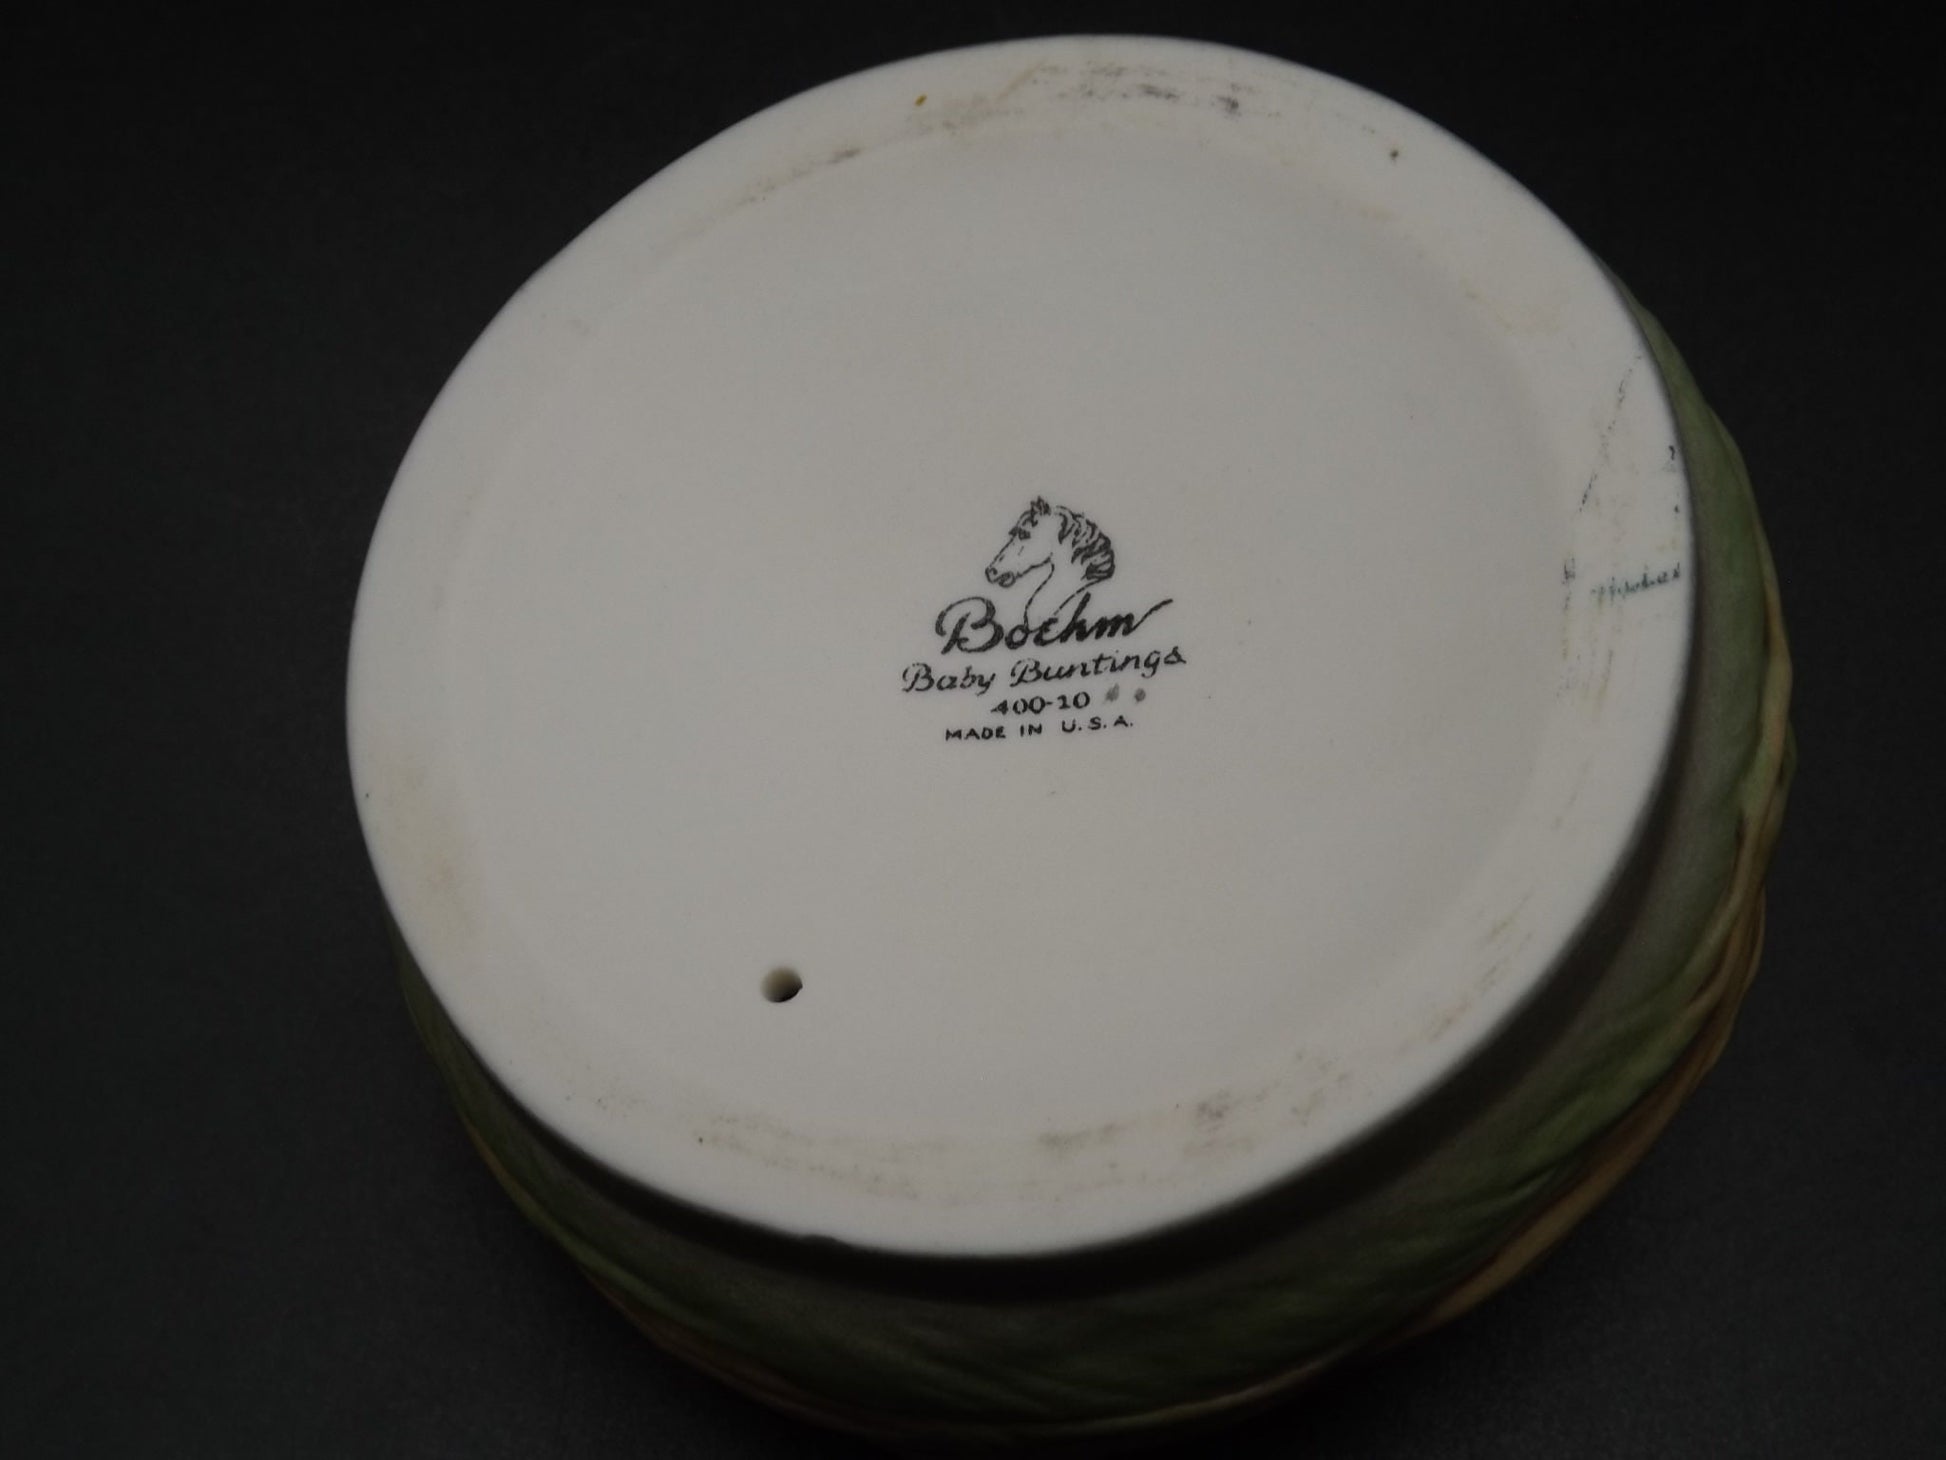 Boehm
Baby Buntings
400-10
MADE IN U.S.A.